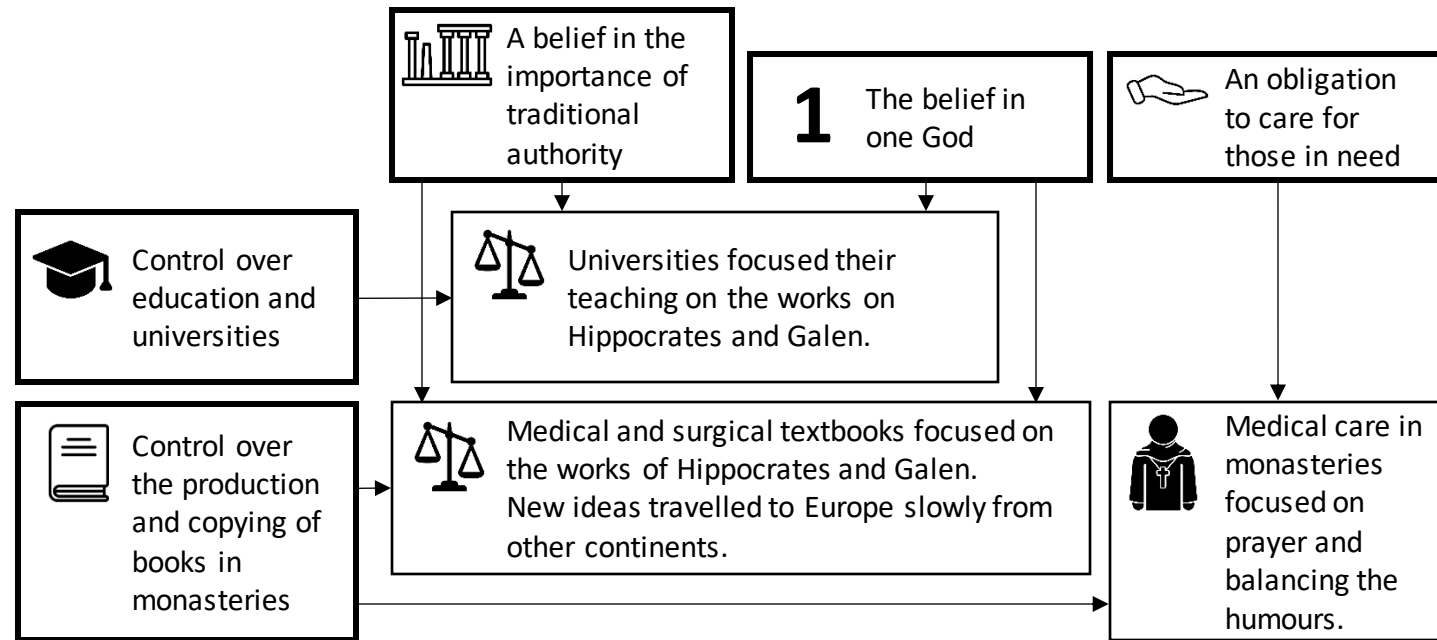 A belief in the
importance of
traditional
authority
1
The belief in
one God
An obligation
to care for
those in need
Control over
education and
universities
Universities focused their
teaching on the works on
Hippocrates and Galen.
Control over
the production
and copying of
books in
monasteries
Medical and surgical textbooks focused on
the works of Hippocrates and Galen.
New ideas travelled to Europe slowly from
other continents.
Medical care in
monasteries
focused on
prayer and
balancing the
humours.